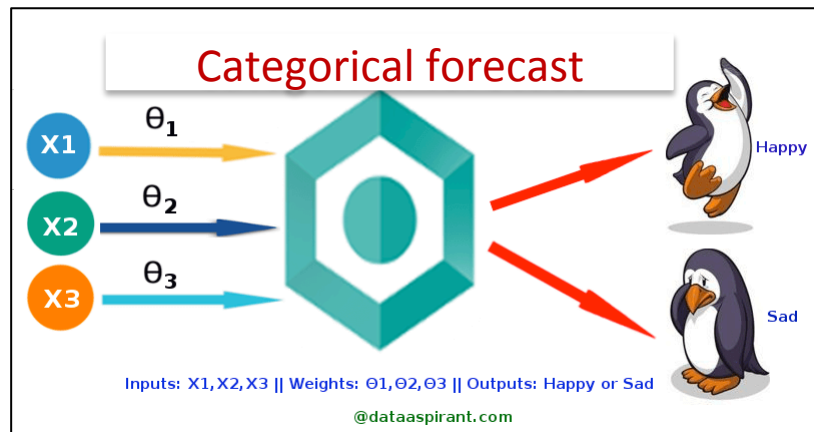 Categorical forecast
X1
θ1
X2
θ2
X3
θ3
Happy
Sad
Inputs: X1,X2,X3 || Weights: Θ1,Θ2,Θ3 || Outputs: Happy or Sad
@dataaspirant.com